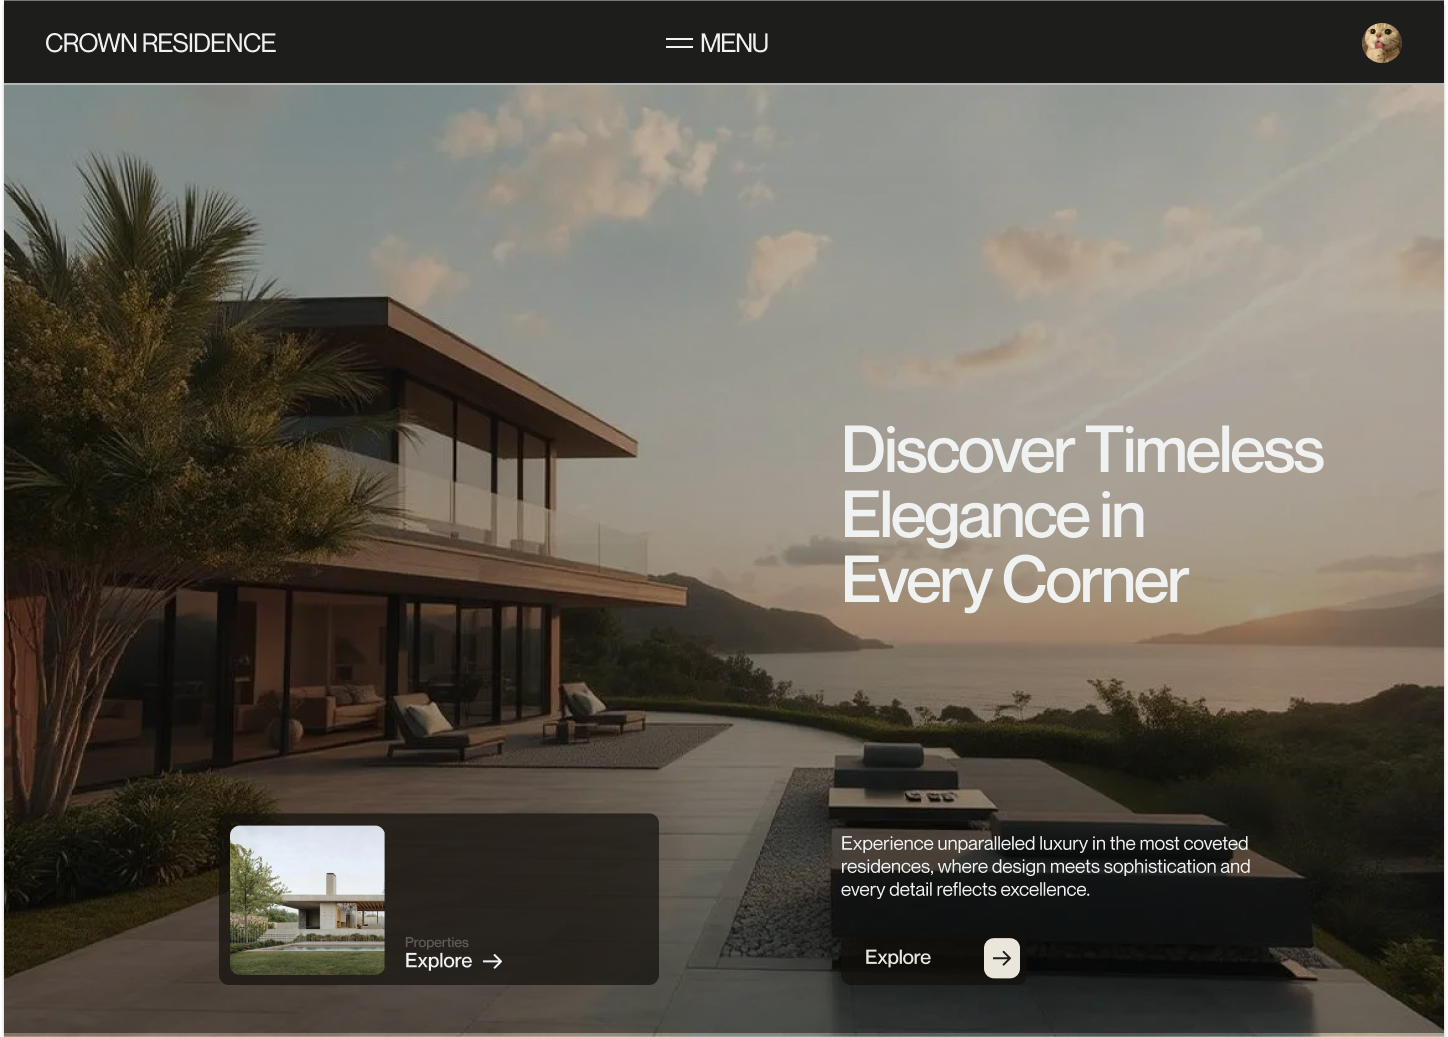 CROWN RESIDENCE
MENU
Discover Timeless
Elegance in
Every Corner
Properties
Explore
Experience unparalleled luxury in the most coveted
residences, where design meets sophistication and
every detail reflects excellence.
Explore